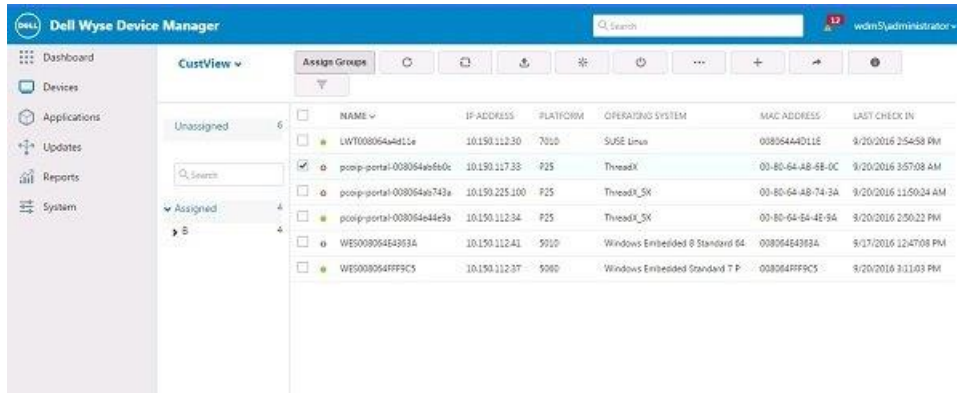 DELL Dell Wyse Device Manager
Search
12
wdm5\administrator
Dashboard
Devices
Applications
Updates
Reports
System
CustView
Unassigned 6
Search
Assigned 4
B 4
Assign Groups
NAME IP ADDRESS PLATFORM OPERATING SYSTEM MAC ADDRESS LAST CHECK IN
LWT008064a4d11e 10.150.112.30 7010 SUSE Linux 008064A4D11E 9/20/2016 2:54:58 PM
pcoip-portal-008064ab6b0c 10.150.117.33 P25 ThreadX 00-80-64-AB-6B-0C 9/20/2016 3:57:08 AM
pcoip-portal-008064ab743a 10.150.225.100 P25 ThreadX_5X 00-80-64-AB-74-3A 9/20/2016 11:50:24 AM
pcoip-portal-008064e44e9a 10.150.112.34 P25 ThreadX_5X 00-80-64-E4-4E-9A 9/20/2016 2:50:22 PM
WES008064E4363A 10.150.112.41 5010 Windows Embedded 8 Standard 64 008064E4363A 9/17/2016 12:47:08 PM
WES008064FFF9C5 10.150.112.37 5060 Windows Embedded Standard 7 P 008064FFF9C5 9/20/2016 3:11:03 PM